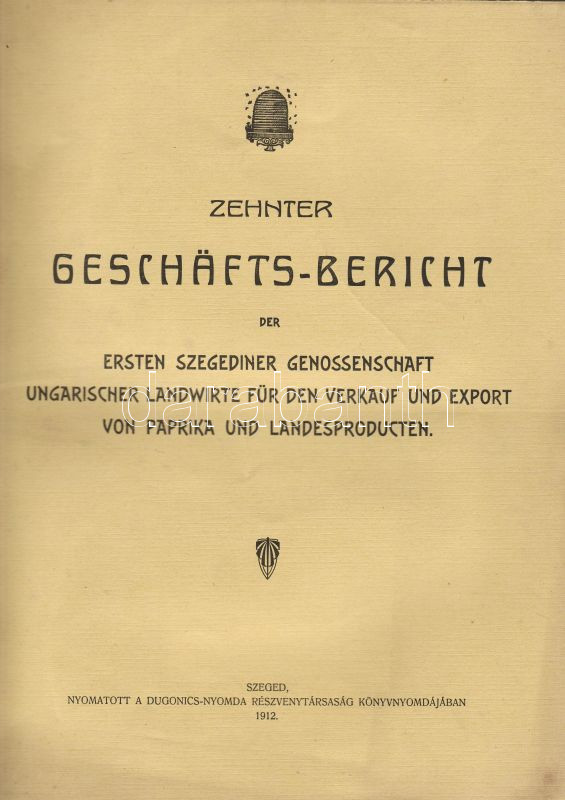 ZEHNTER
GESCHÄFTS-BERICHT
DER
ERSTEN SZEGEDINER GENOSSENSCHAFT
UNGARISCHER LANDWIRTE FÜR DEN VERKAUF UND EXPORT
darabanth
VON PAPRIKA UND LANDESPRODUCTEN.
SZEGED,
NYOMATOTT A DUGONICS-NYOMDA RÉSZVENYTÁRSASÁG KÖNYVNYOMDÁJÁBAN
1912.